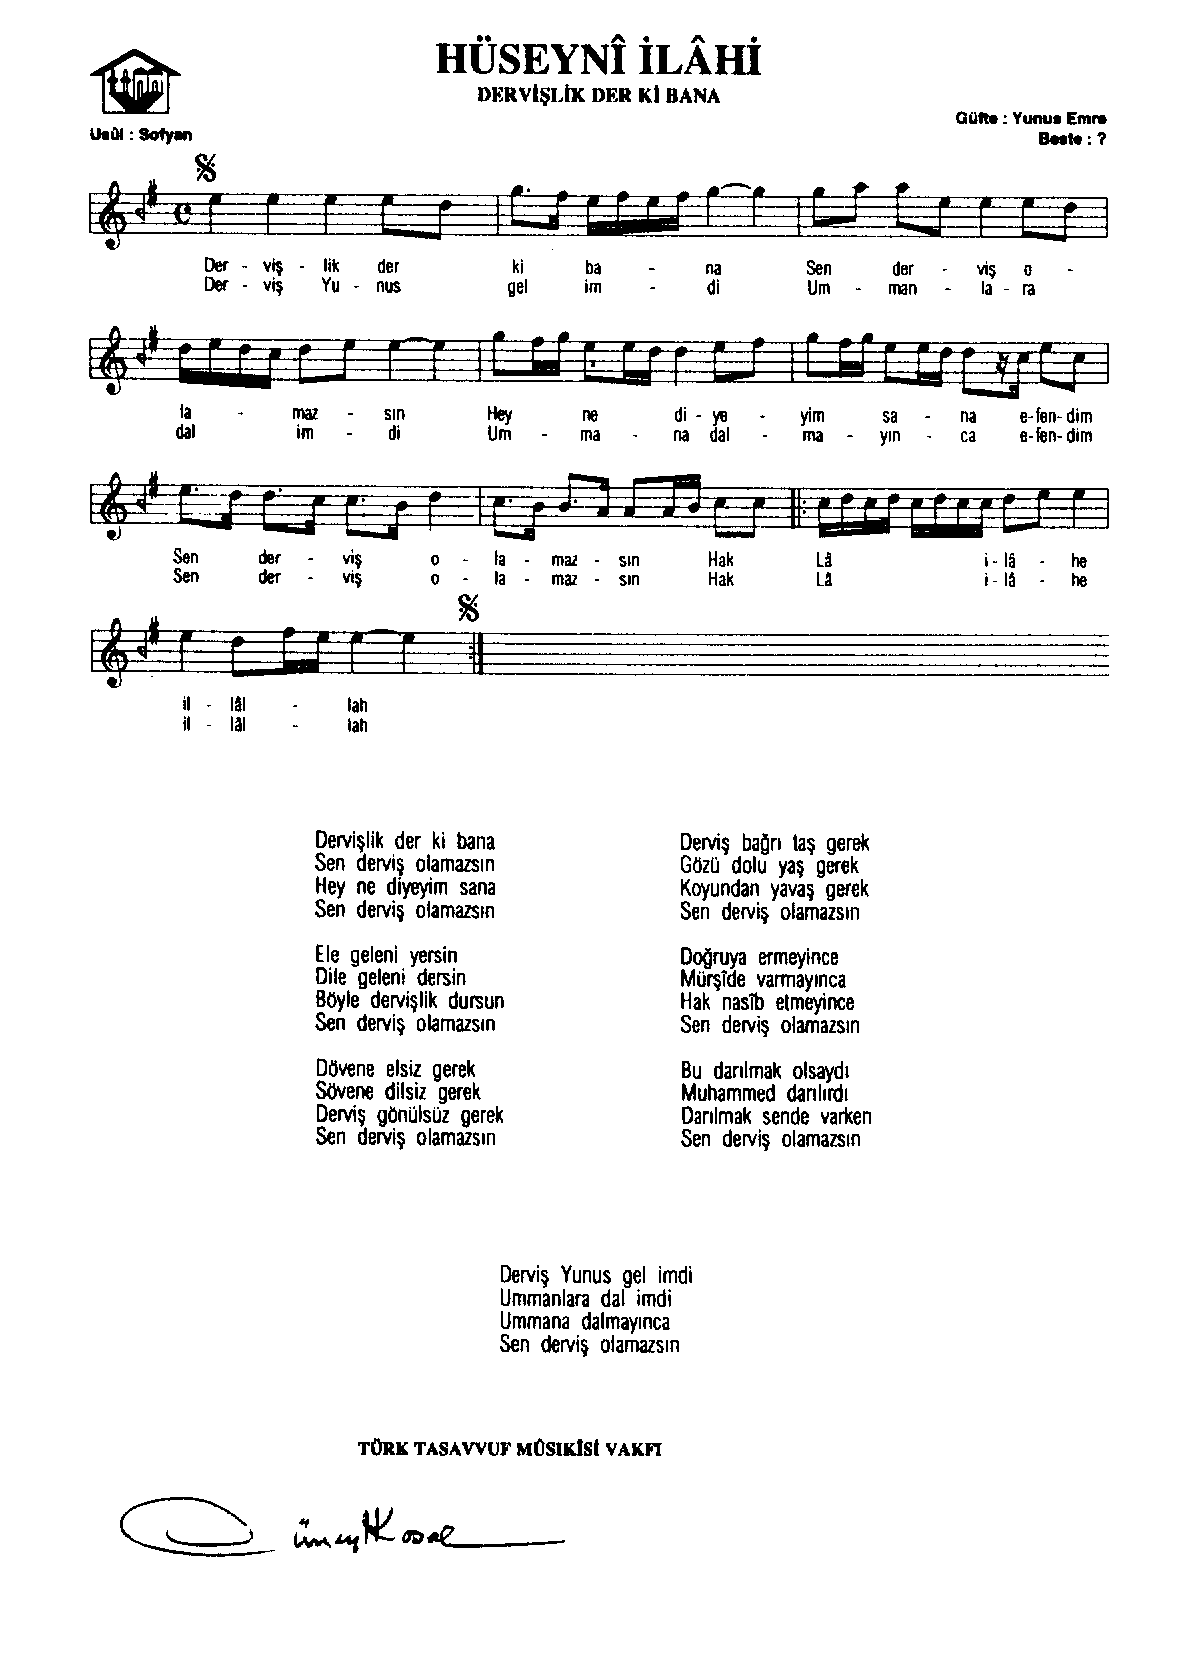 HÜSEYNÎ İLÂHİ
DERVİŞLİK DER Kİ BANA
Usûl : Sofyan
Güfte : Yunus Emre
Beste : ?
Der - viş - lik der ki ba - na Sen der - viş o -
Der - viş Yu - nus gel im - di Um - man - la - ra
la - maz - sın Hey ne di - ye - yim sa - na e-fen-dim
dal im - di Um - ma - na dal - ma - yın - ca e-fen-dim
Sen der - viş o - la - maz - sın Hak Lâ i - lâ - he
Sen der - viş o - la - maz - sın Hak Lâ i - lâ - he
il - lâl - lah
il - lâl - lah
Dervişlik der ki bana
Sen derviş olamazsın
Hey ne diyeyim sana
Sen derviş olamazsın
Ele geleni yersin
Dile geleni dersin
Böyle dervişlik dursun
Sen derviş olamazsın
Dövene elsiz gerek
Sövene dilsiz gerek
Derviş gönülsüz gerek
Sen derviş olamazsın
Derviş bağrı taş gerek
Gözü dolu yaş gerek
Koyundan yavaş gerek
Sen derviş olamazsın
Doğruya ermeyince
Mürşîde varmayınca
Hak nasîb etmeyince
Sen derviş olamazsın
Bu darılmak olsaydı
Muhammed darılırdı
Darılmak sende varken
Sen derviş olamazsın
Derviş Yunus gel imdi
Ummanlara dal imdi
Ummana dalmayınca
Sen derviş olamazsın
TÜRK TASAVVUF MÛSIKÎSİ VAKFI
Cüneyt Kosal